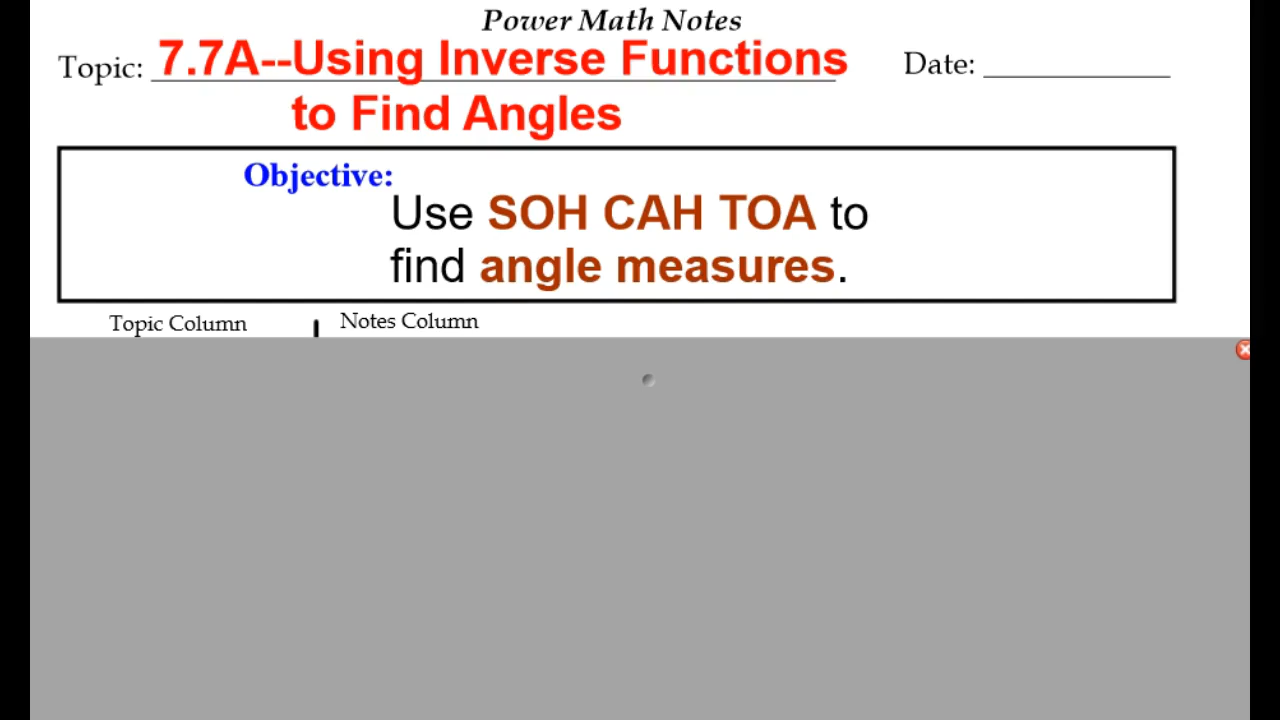 Power Math Notes
Topic: 7.7A--Using Inverse Functions Date:
to Find Angles
Objective:
Use SOH CAH TOA to
find angle measures.
Topic Column Notes Column